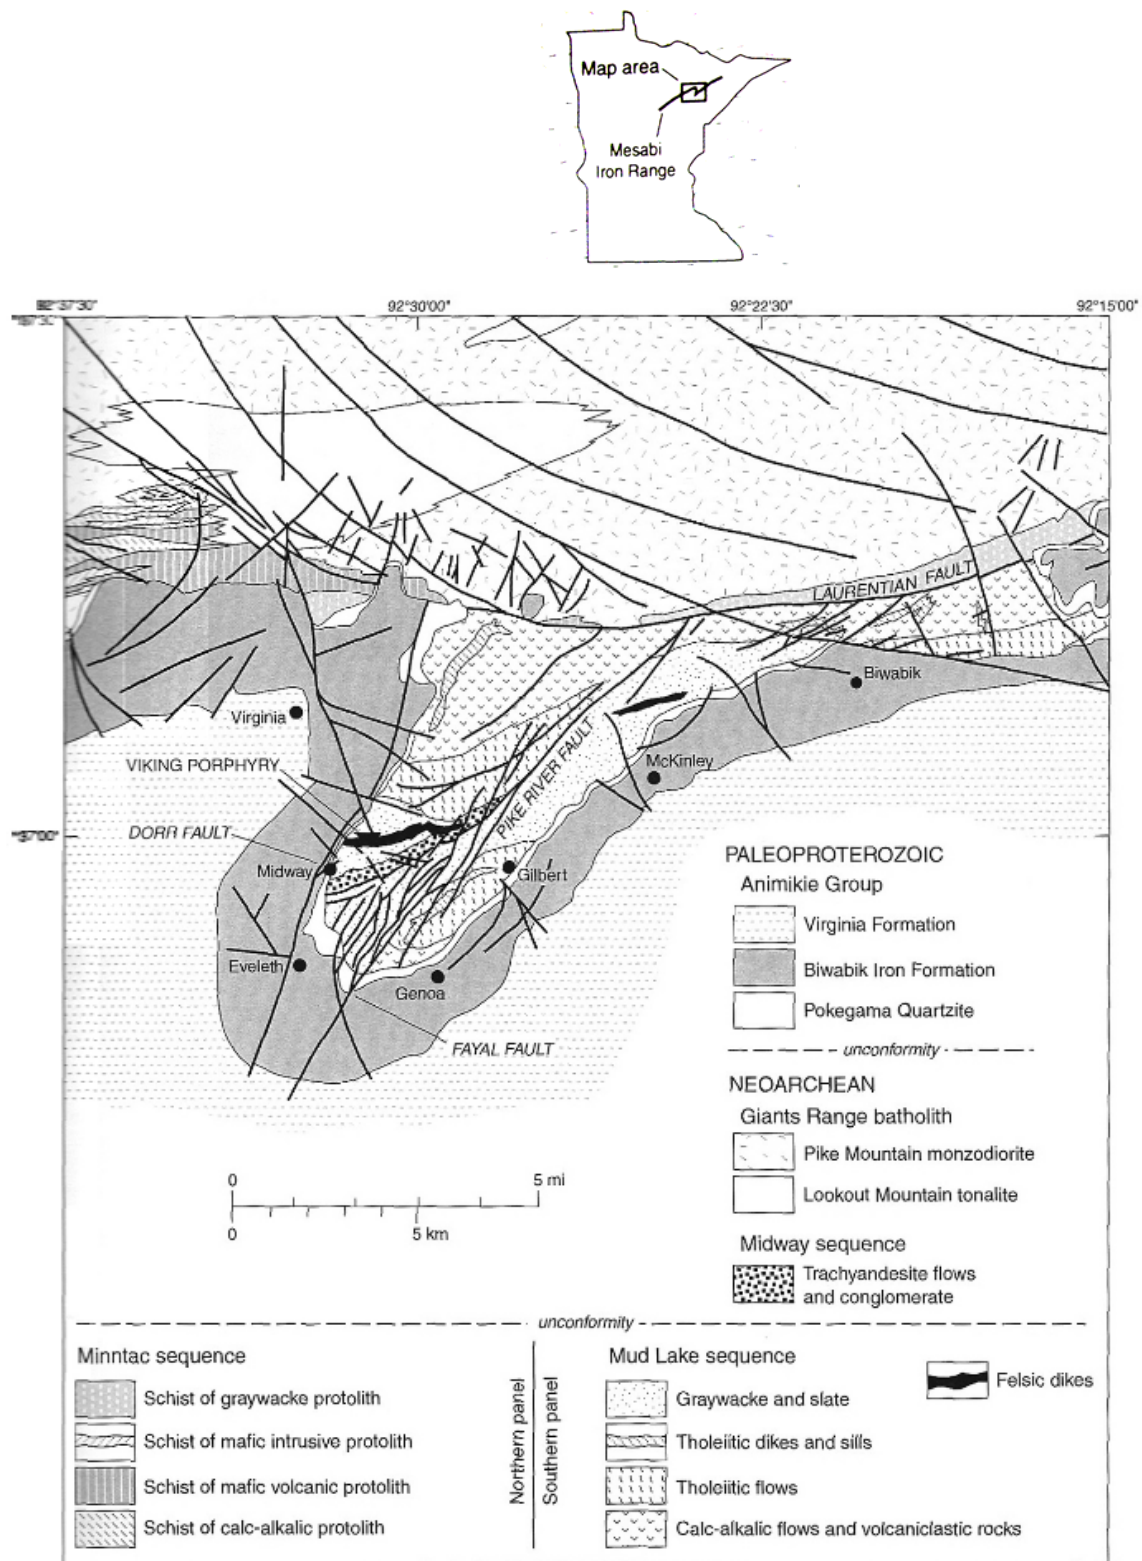 Map area
Mesabi
Iron Range
92°37'30"
92°30'00"
92°22'30"
92°15'00"
LAURENTIAN FAULT
Biwabik
Virginia
VIKING PORPHYRY
PIKE RIVER FAULT
McKinley
DORR FAULT
Midway
Gilbert
Eveleth
Genoa
FAYAL FAULT
PALEOPROTEROZOIC
Animikie Group
Virginia Formation
Biwabik Iron Formation
Pokegama Quartzite
unconformity
NEOARCHEAN
Giants Range batholith
Pike Mountain monzodiorite
Lookout Mountain tonalite
Midway sequence
Trachyandesite flows
and conglomerate
0 5 mi
0 5 km
unconformity
Minntac sequence
Schist of graywacke protolith
Schist of mafic intrusive protolith
Schist of mafic volcanic protolith
Schist of calc-alkalic protolith
Northern panel
Southern panel
Mud Lake sequence
Graywacke and slate
Tholeiitic dikes and sills
Tholeiitic flows
Calc-alkalic flows and volcaniclastic rocks
Felsic dikes